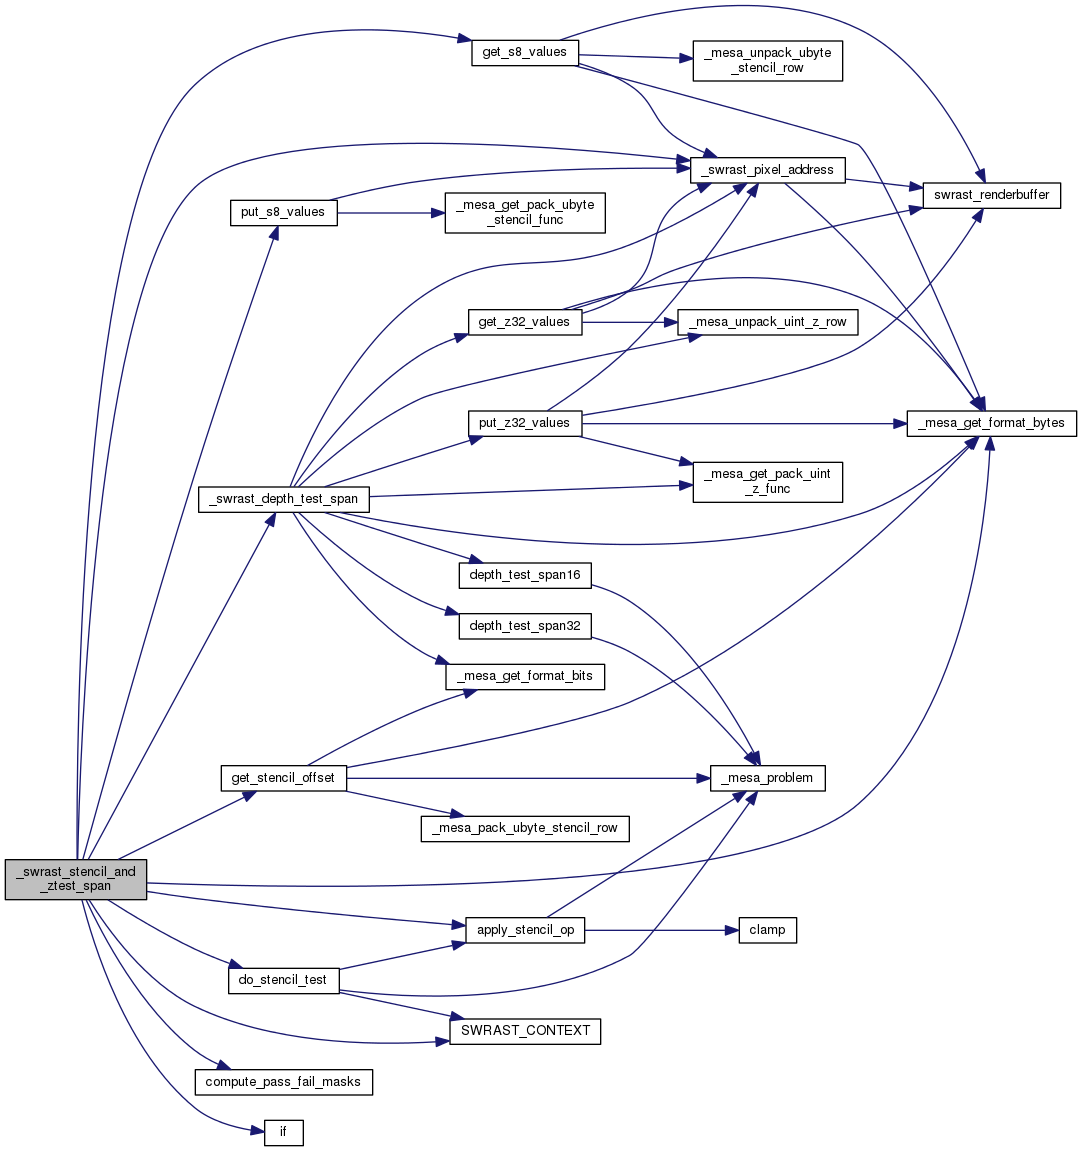 get_s8_values
_mesa_unpack_ubyte
_stencil_row
_swrast_pixel_address
swrast_renderbuffer
put_s8_values
_mesa_get_pack_ubyte
_stencil_func
get_z32_values
_mesa_unpack_uint_z_row
put_z32_values
_mesa_get_format_bytes
_mesa_get_pack_uint
_z_func
_swrast_depth_test_span
depth_test_span16
depth_test_span32
_mesa_get_format_bits
get_stencil_offset
_mesa_problem
_mesa_pack_ubyte_stencil_row
_swrast_stencil_and
_ztest_span
apply_stencil_op
clamp
do_stencil_test
SWRAST_CONTEXT
compute_pass_fail_masks
if